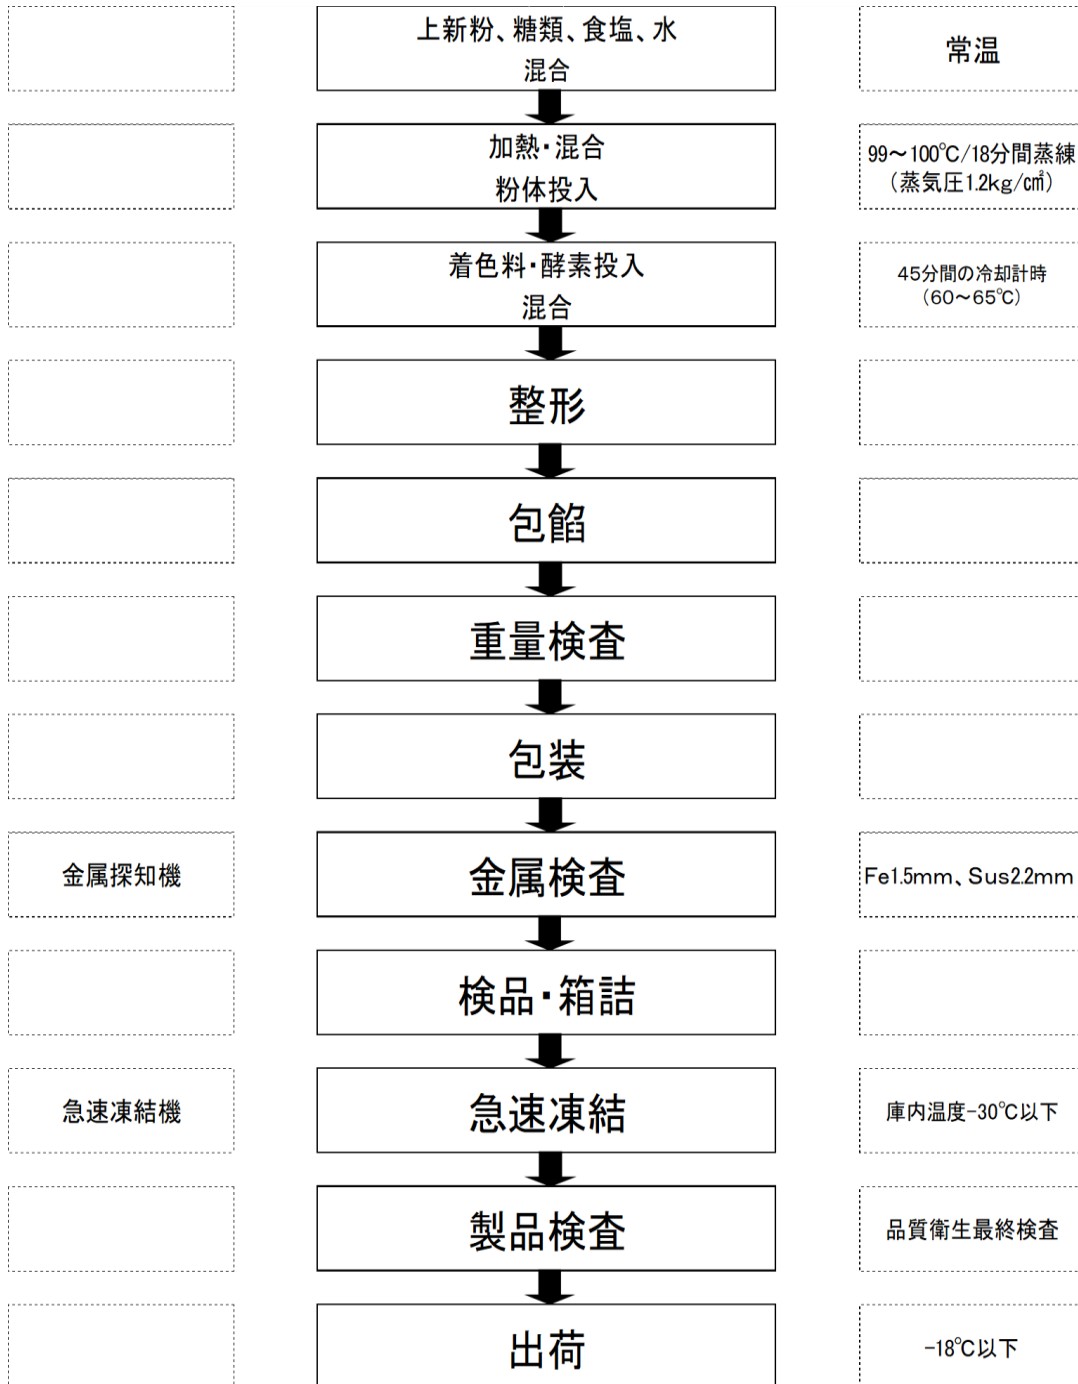 上新粉、糖類、食塩、水
混合
常温
加熱・混合
粉体投入
99～100℃/18分間蒸練
（蒸気圧1.2kg/㎠）
着色料・酵素投入
混合
45分間の冷却計時
（60～65℃）
整形
包餡
重量検査
包装
金属探知機
金属検査
Fe1.5mm、Sus2.2mm
検品・箱詰
急速凍結機
急速凍結
庫内温度-30℃以下
製品検査
品質衛生最終検査
出荷
-18℃以下